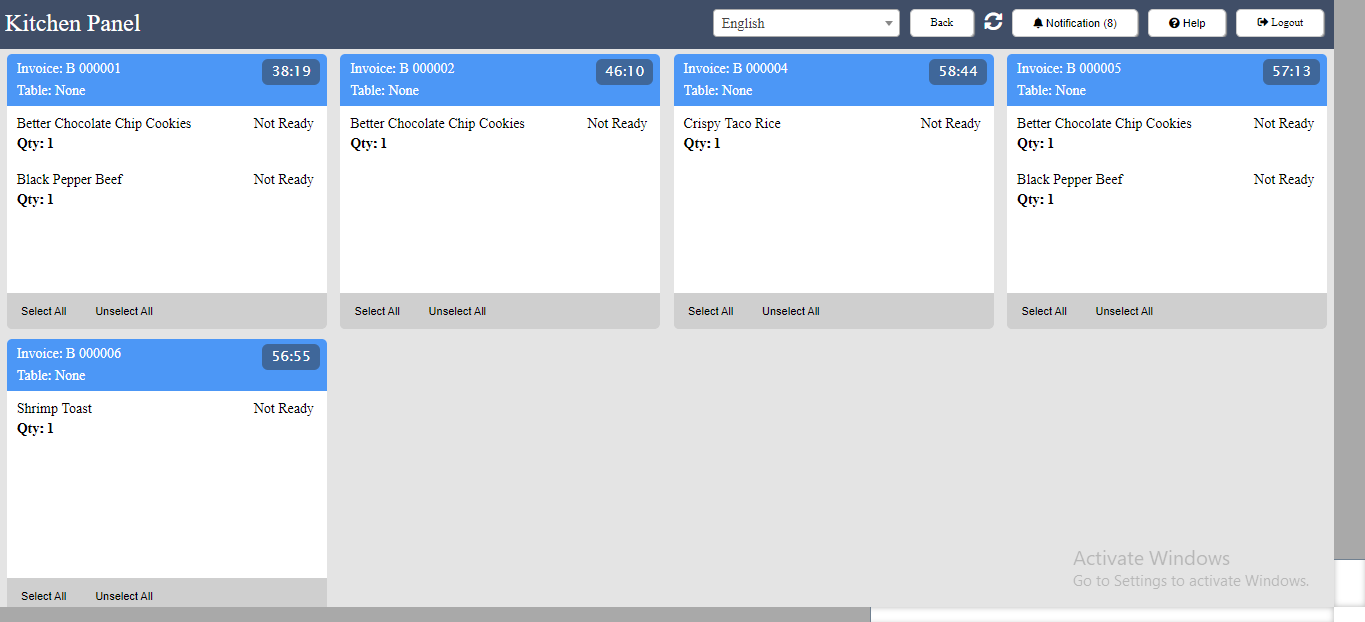 Kitchen Panel
English
Back
Notification (8)
Help
Logout
Invoice: B 000001
38:19
Table: None
Better Chocolate Chip Cookies
Not Ready
Qty: 1
Black Pepper Beef
Not Ready
Qty: 1
Select All
Unselect All
Invoice: B 000002
46:10
Table: None
Better Chocolate Chip Cookies
Not Ready
Qty: 1
Select All
Unselect All
Invoice: B 000004
58:44
Table: None
Crispy Taco Rice
Not Ready
Qty: 1
Select All
Unselect All
Invoice: B 000005
57:13
Table: None
Better Chocolate Chip Cookies
Not Ready
Qty: 1
Black Pepper Beef
Not Ready
Qty: 1
Select All
Unselect All
Invoice: B 000006
56:55
Table: None
Shrimp Toast
Not Ready
Qty: 1
Select All
Unselect All
Activate Windows
Go to Settings to activate Windows.